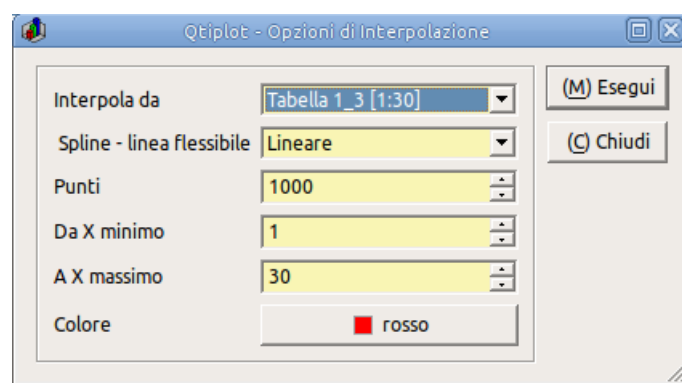 Qtiplot - Opzioni di Interpolazione
Interpola da
Tabella 1_3 [1:30]
(M) Esegui
Spline - linea flessibile
Lineare
(C) Chiudi
Punti
1000
Da X minimo
1
A X massimo
30
Colore
rosso